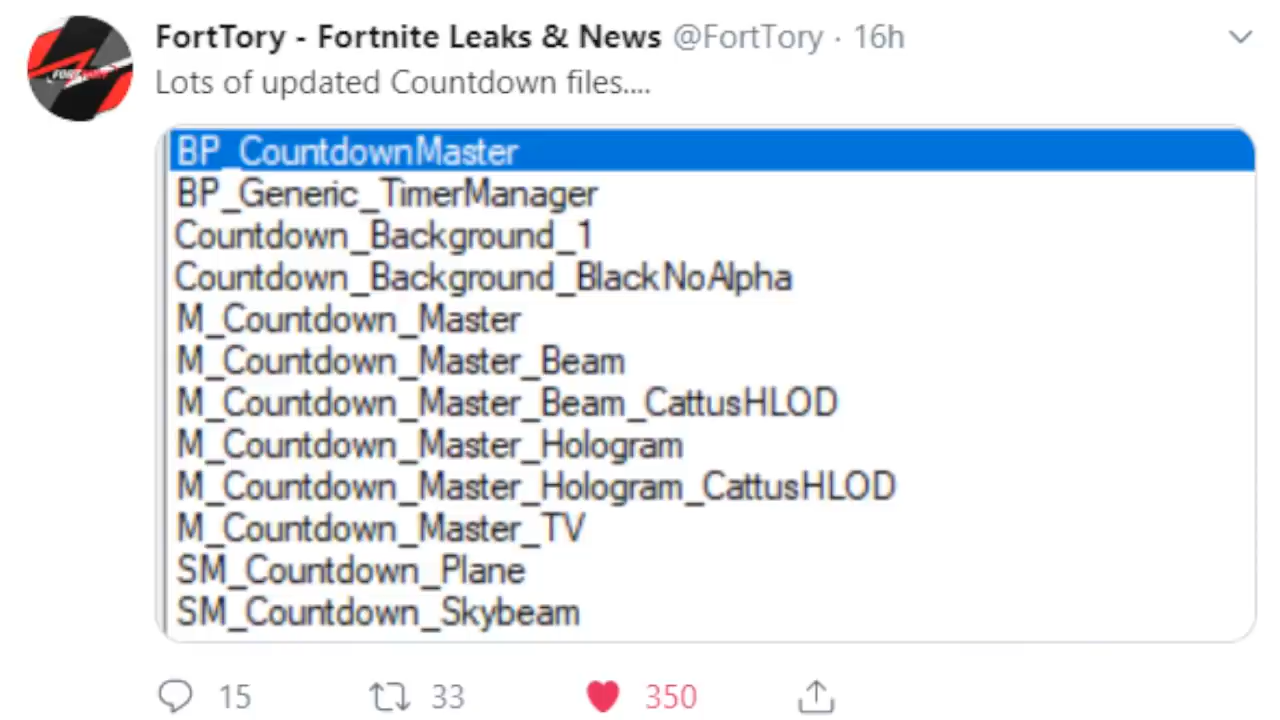 FortTory - Fortnite Leaks & News @FortTory · 16h
Lots of updated Countdown files....
BP_CountdownMaster
BP_Generic_TimerManager
Countdown_Background_1
Countdown_Background_BlackNoAlpha
M_Countdown_Master
M_Countdown_Master_Beam
M_Countdown_Master_Beam_CattusHLOD
M_Countdown_Master_Hologram
M_Countdown_Master_Hologram_CattusHLOD
M_Countdown_Master_TV
SM_Countdown_Plane
SM_Countdown_Skybeam
15 33 350